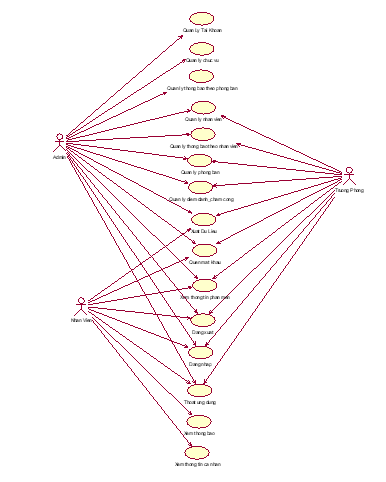 Quan Ly Tai Khoan
Quan ly chuc vu
Quan ly thong bao theo phong ban
Quan ly nhan vien
Admin
Quan ly thong bao theo nhan vien
Quan ly phong ban
Truong Phong
Quan ly diem danh_cham cong
Xuat Du Lieu
Quen mat khau
Xem thong tin phan mem
Nhan Vien
Dang xuat
Dang nhap
Thoat ung dung
Xem thong bao
Xem thong tin ca nhan